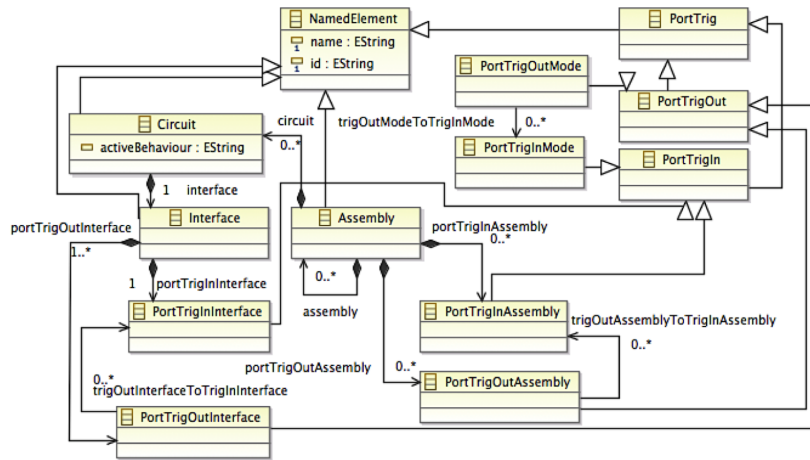 NamedElement
name : EString
id : EString
PortTrig
PortTrigOutMode
PortTrigOut
Circuit
activeBehaviour : EString
circuit
0..*
trigOutModeToTrigInMode
0..*
PortTrigInMode
PortTrigIn
1 interface
portTrigOutInterface
1..*
Interface
Assembly
portTrigInAssembly
0..*
1 portTrigInInterface
0..*
assembly
PortTrigInInterface
PortTrigInAssembly
trigOutAssemblyToTrigInAssembly
0..*
portTrigOutAssembly
0..*
0..*
trigOutInterfaceToTrigInInterface
PortTrigOutAssembly
PortTrigOutInterface